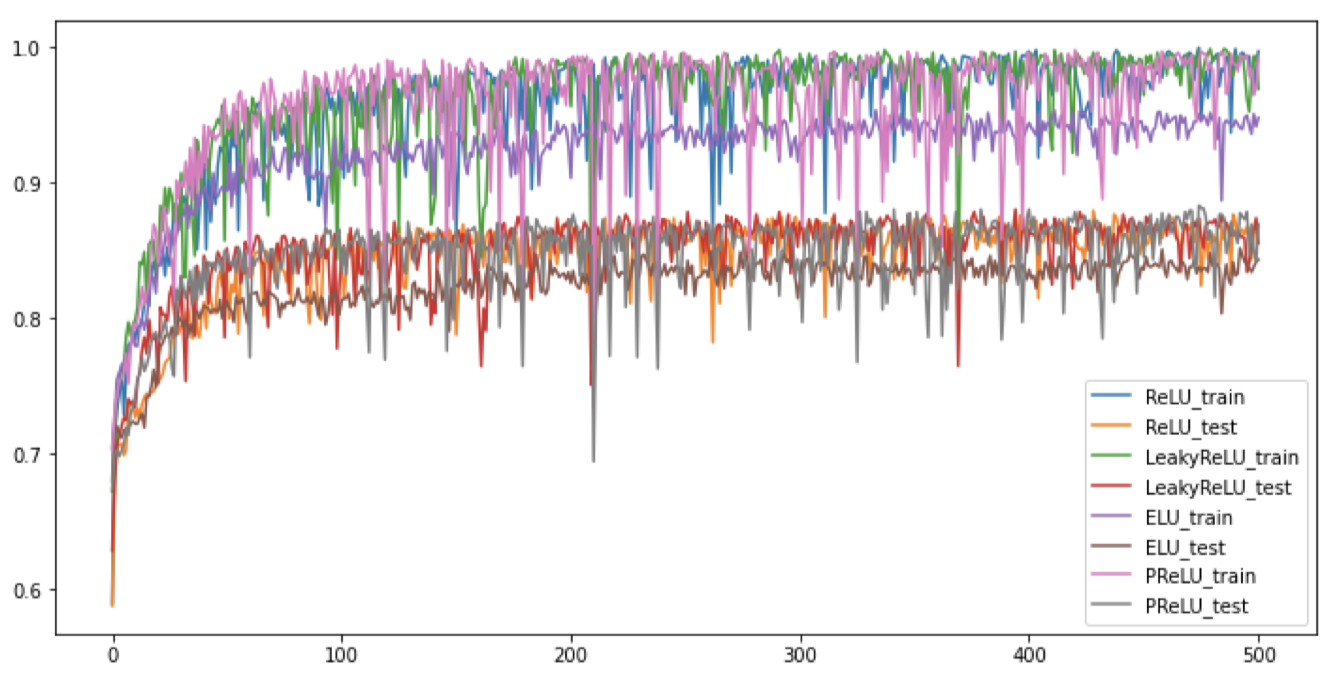 1.0
0.9
0.8
0.7
0.6
0 100 200 300 400 500
ReLU_train
ReLU_test
LeakyReLU_train
LeakyReLU_test
ELU_train
ELU_test
PReLU_train
PReLU_test